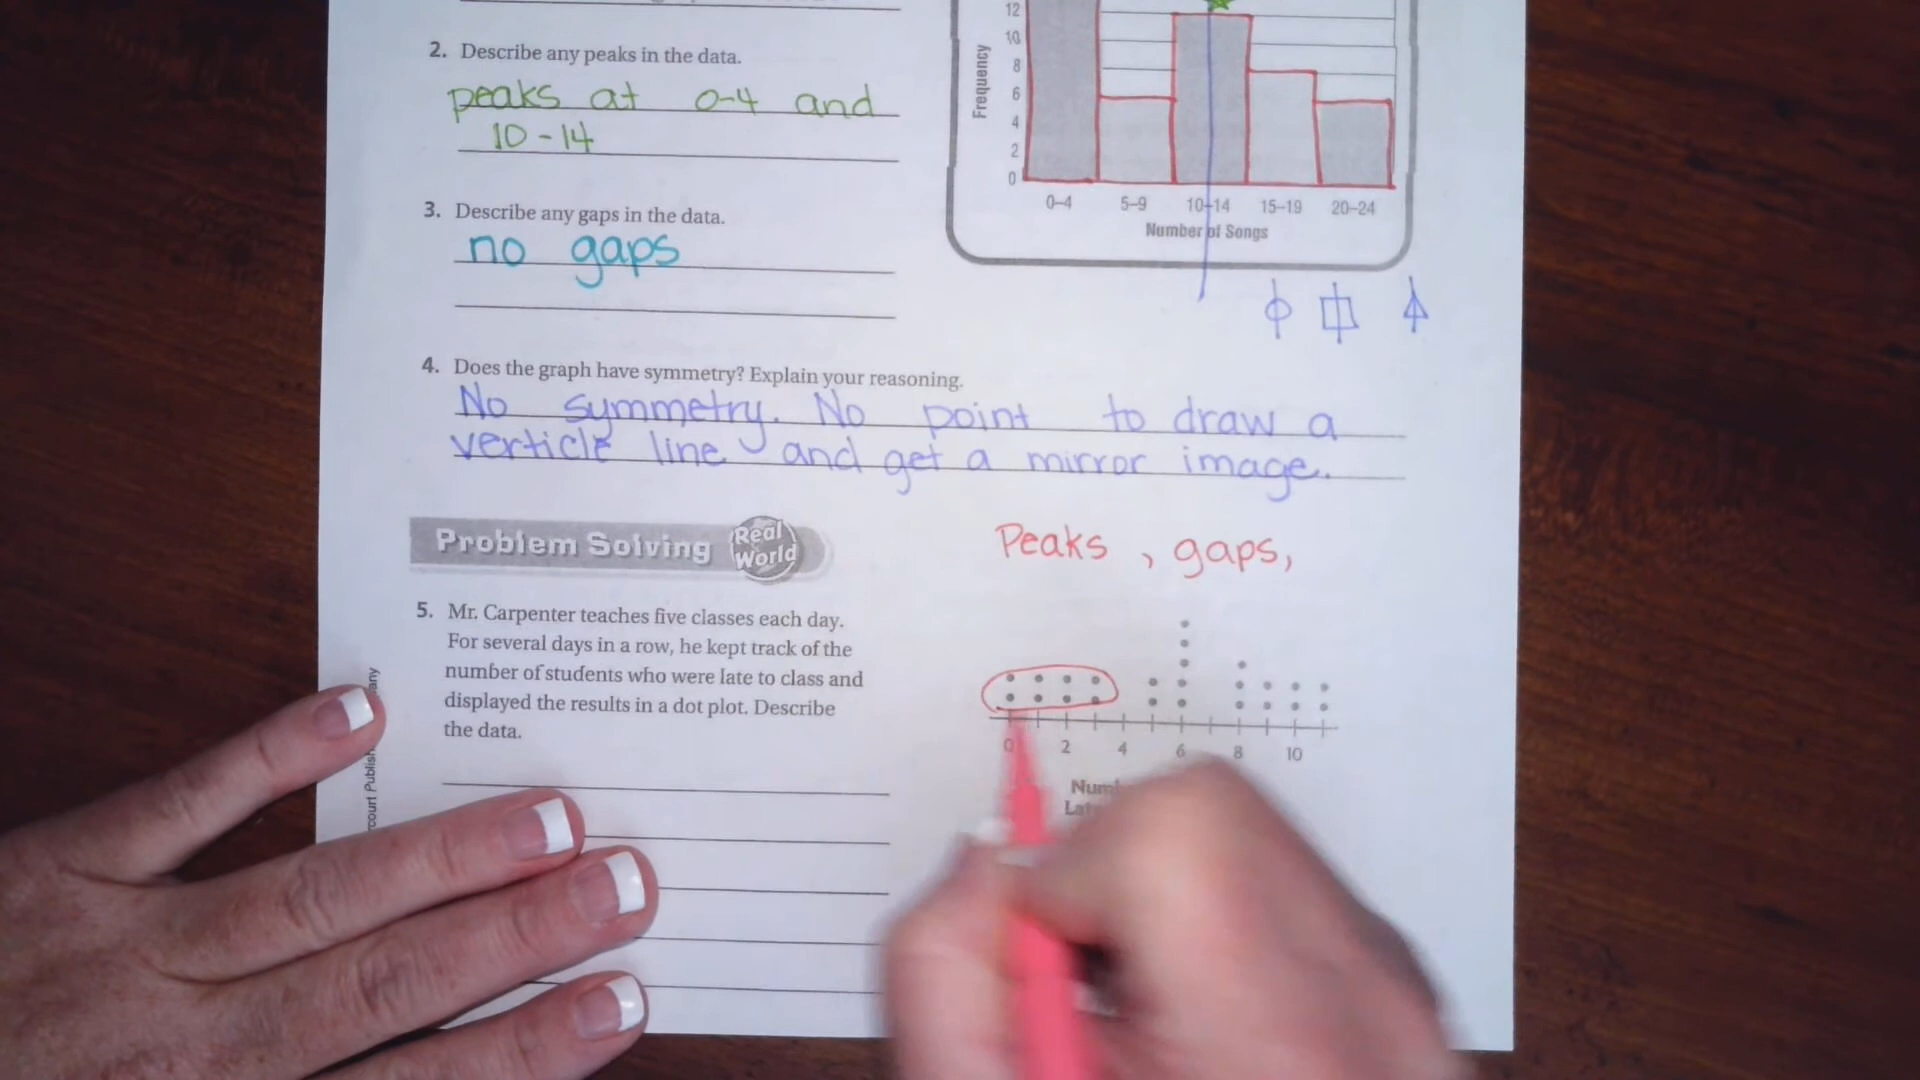 2. Describe any peaks in the data.
peaks at 0-4 and
10-14
3. Describe any gaps in the data.
no gaps
12
10
8
6
4
2
0
Frequency
0–4 5–9 10–14 15–19 20–24
Number of Songs
4. Does the graph have symmetry? Explain your reasoning.
No symmetry. No point to draw a
verticle line and get a mirror image.
Problem Solving Real World
Peaks, gaps,
5. Mr. Carpenter teaches five classes each day.
For several days in a row, he kept track of the
number of students who were late to class and
displayed the results in a dot plot. Describe
the data.
0 2 4 6 8 10